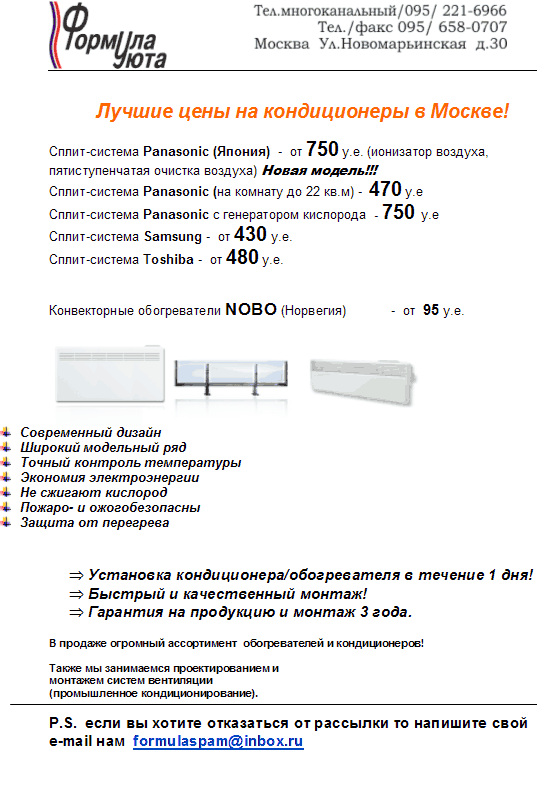 Формула
Уюта
Тел.многоканальный/095/ 221-6966
Тел./факс 095/ 658-0707
Москва Ул.Новомарьинская д.30
Лучшие цены на кондиционеры в Москве!
Сплит-система Panasonic (Япония) - от 750 у.е. (ионизатор воздуха,
пятиступенчатая очистка воздуха) Новая модель!!!
Сплит-система Panasonic (на комнату до 22 кв.м) - 470 у.е
Сплит-система Panasonic с генератором кислорода - 750 у.е
Сплит-система Samsung - от 430 у.е.
Сплит-система Toshiba - от 480 у.е.
Конвекторные обогреватели NOBO (Норвегия) - от 95 у.е.
Современный дизайн
Широкий модельный ряд
Точный контроль температуры
Экономия электроэнергии
Не сжигают кислород
Пожаро- и ожогобезопасны
Защита от перегрева
⇒ Установка кондиционера/обогревателя в течение 1 дня!
⇒ Быстрый и качественный монтаж!
⇒ Гарантия на продукцию и монтаж 3 года.
В продаже огромный ассортимент обогревателей и кондиционеров!
Также мы занимаемся проектированием и
монтажем систем вентиляции
(промышленное кондиционирование).
P.S. если вы хотите отказаться от рассылки то напишите свой
e-mail нам formulaspam@inbox.ru